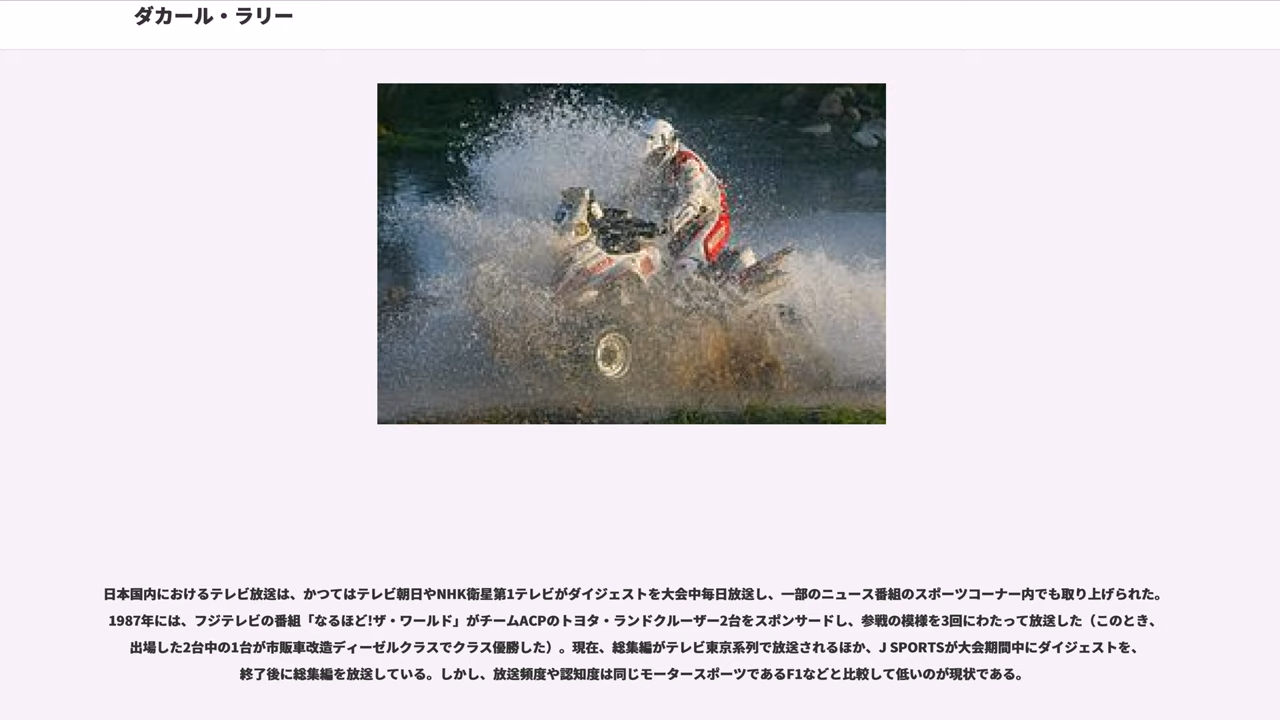 ダカール・ラリー
日本国内におけるテレビ放送は、かつてはテレビ朝日やNHK衛星第1テレビがダイジェストを大会中毎日放送し、一部のニュース番組のスポーツコーナー内でも取り上げられた。
1987年には、フジテレビの番組「なるほど!ザ・ワールド」がチームACPのトヨタ・ランドクルーザー2台をスポンサードし、参戦の模様を3回にわたって放送した（このとき、
出場した2台中の1台が市販車改造ディーゼルクラスでクラス優勝した）。現在、総集編がテレビ東京系列で放送されるほか、J SPORTSが大会期間中にダイジェストを、
終了後に総集編を放送している。しかし、放送頻度や認知度は同じモータースポーツであるF1などと比較して低いのが現状である。